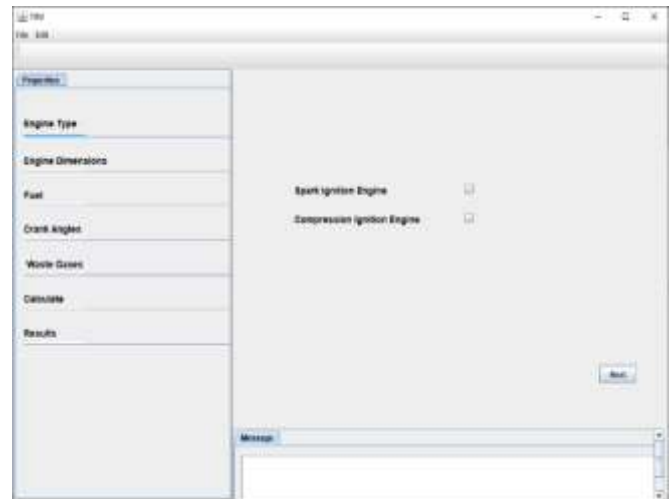 File Edit
Properties
Engine Type
Engine Dimensions
Fuel
Crank Angles
Waste Gases
Calculate
Results
Spark Ignition Engine
Compression Ignition Engine
Next
Message